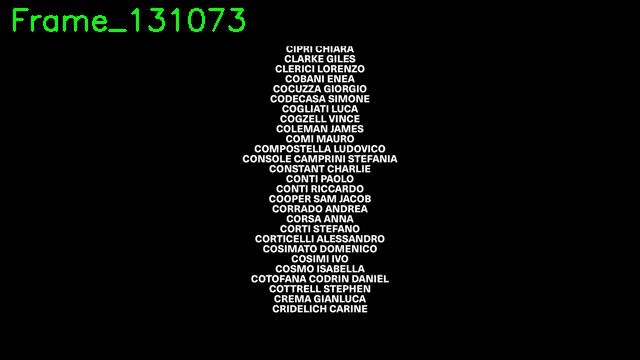 Frame_131073
CIPRI CHIARA
CLARKE GILES
CLERICI LORENZO
COBANI ENEA
COCUZZA GIORGIO
CODECASA SIMONE
COGLIATI LUCA
COGZELL VINCE
COLEMAN JAMES
COMI MAURO
COMPOSTELLA LUDOVICO
CONSOLE CAMPRINI STEFANIA
CONSTANT CHARLIE
CONTI PAOLO
CONTI RICCARDO
COOPER SAM JACOB
CORRADO ANDREA
CORSA ANNA
CORTI STEFANO
CORTICELLI ALESSANDRO
COSIMATO DOMENICO
COSIMI IVO
COSMO ISABELLA
COTOFANA CODRIN DANIEL
COTTRELL STEPHEN
CREMA GIANLUCA
CRIDELICH CARINE